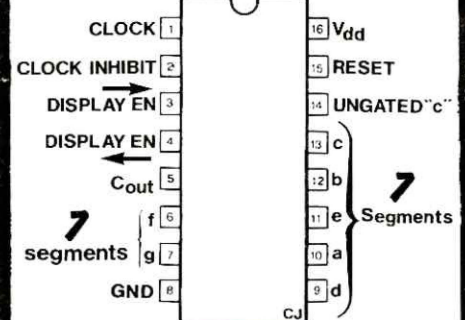 CLOCK 1
CLOCK INHIBIT 2
DISPLAY EN 3
DISPLAY EN 4
Cout 5
7
segments
f 6
g 7
GND 8
16 Vdd
15 RESET
14 UNGATED "c"
13 c
12 b
11 e
10 a
9 d
7
Segments
CJ